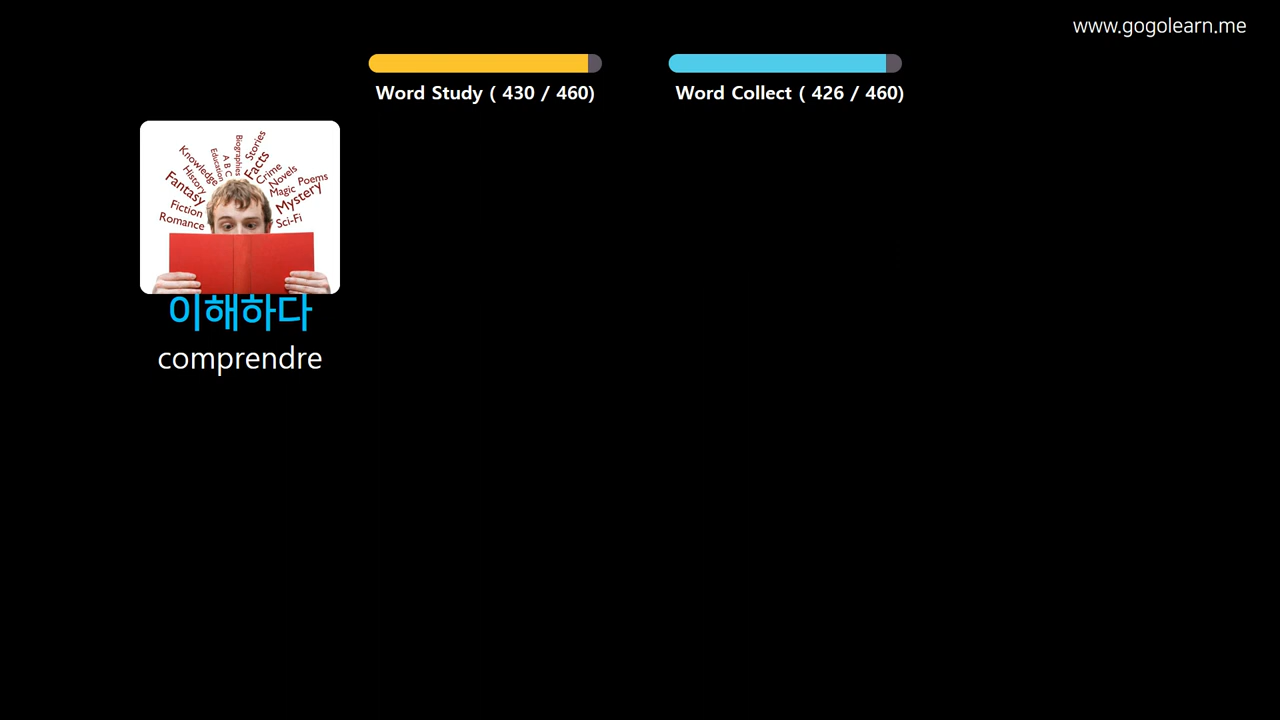 www.gogolearn.me
Word Study ( 430 / 460)
Word Collect ( 426 / 460)
Biographies
Stories
A B C
Education
Facts
Knowledge
Crime
History
Novels
Magic
Poems
Fantasy
Mystery
Fiction
Romance
Sci-Fi
이해하다
comprendre